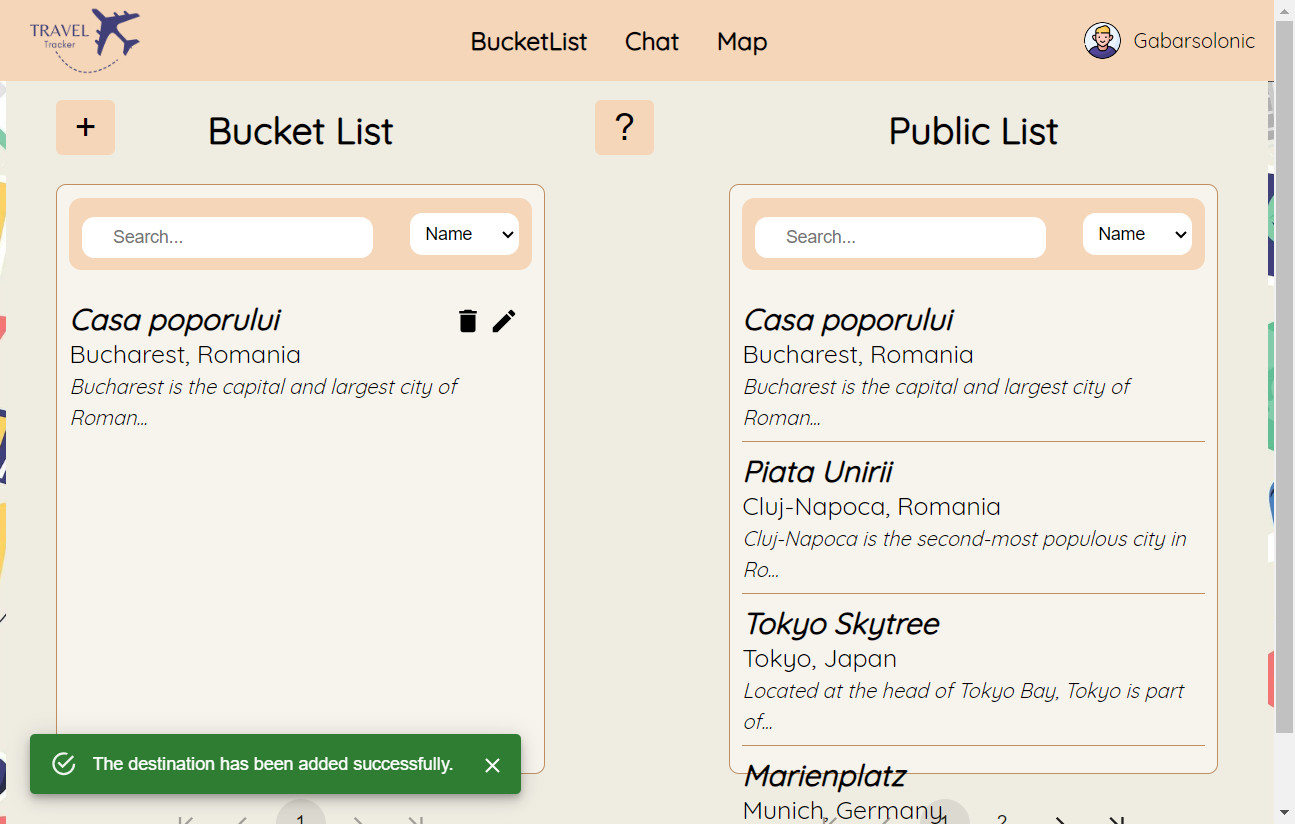 TRAVEL
Tracker
BucketList
Chat
Map
Gabarsolonic
+
Bucket List
?
Public List
Search...
Name
Casa poporului
Bucharest, Romania
Bucharest is the capital and largest city of
Roman...
1
Search...
Name
Casa poporului
Bucharest, Romania
Bucharest is the capital and largest city of
Roman...
Piata Unirii
Cluj-Napoca, Romania
Cluj-Napoca is the second-most populous city in
Ro...
Tokyo Skytree
Tokyo, Japan
Located at the head of Tokyo Bay, Tokyo is part
of...
Marienplatz
Munich, Germany
1 2
The destination has been added successfully.